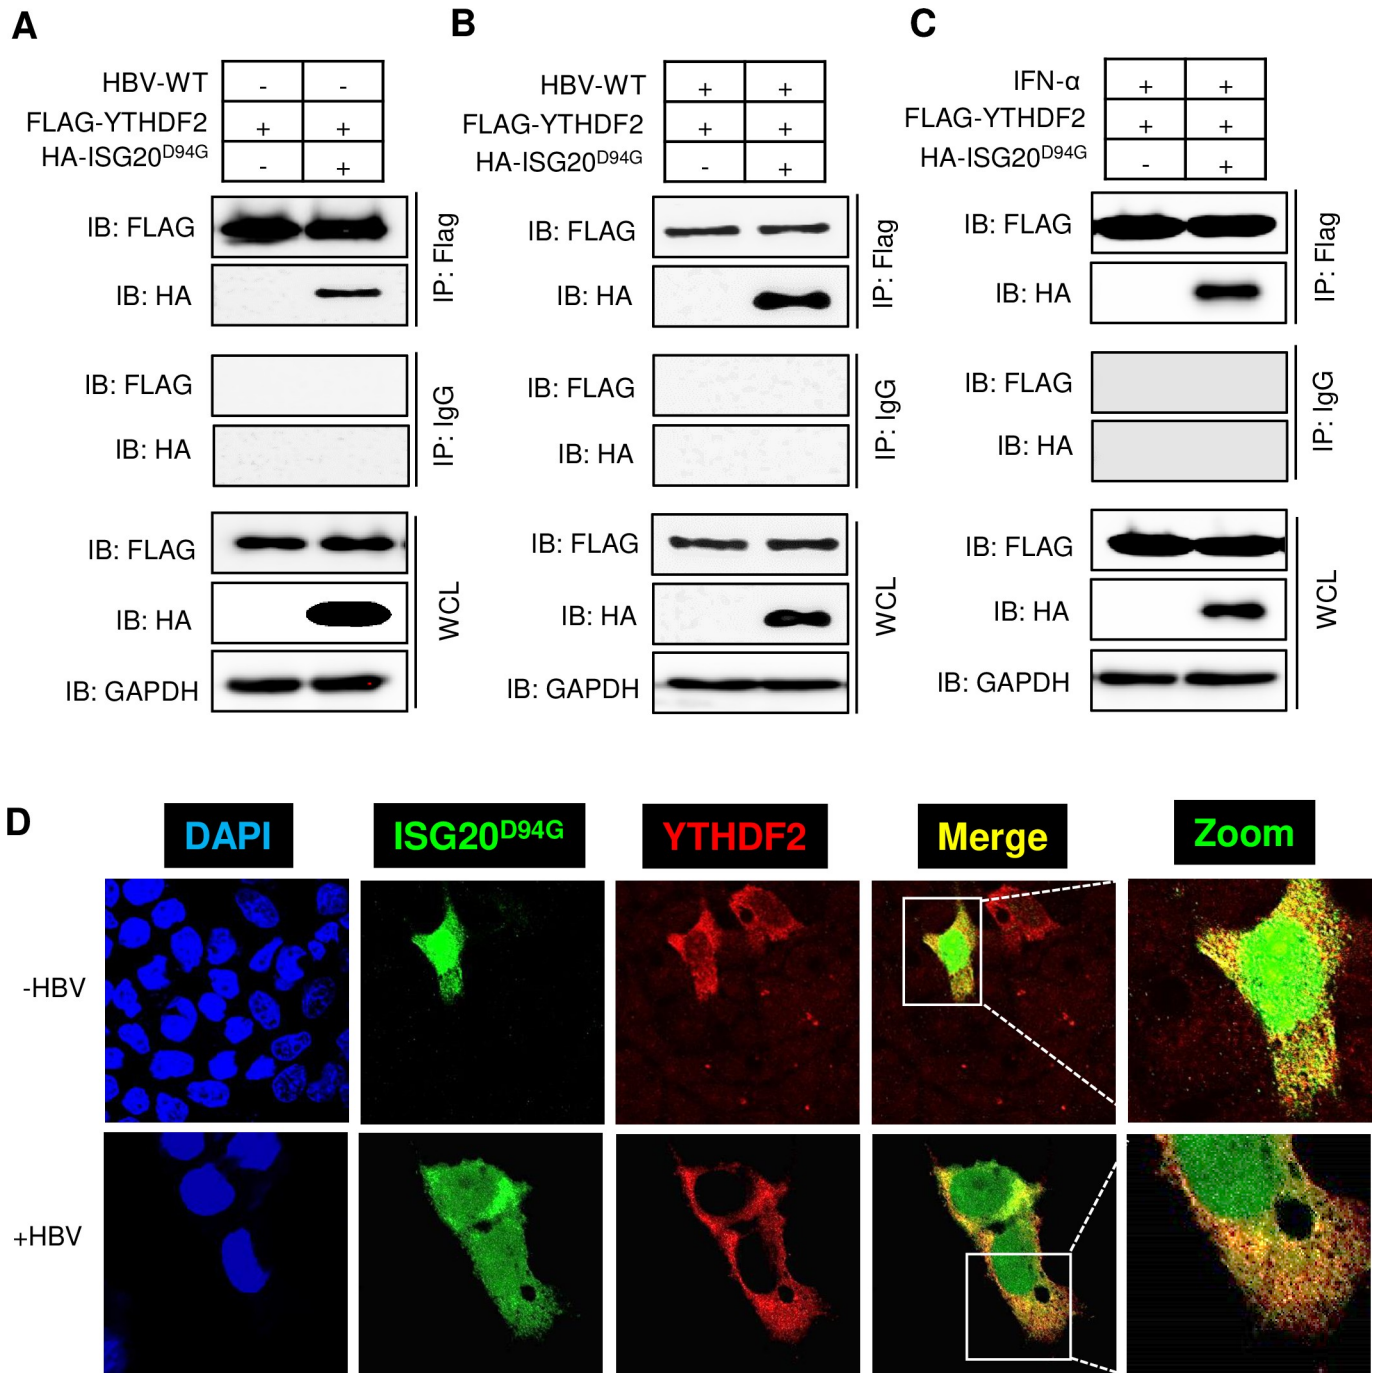 A
HBV-WT - -
FLAG-YTHDF2 + +
HA-ISG20D94G - +
IB: FLAG
IB: HA
IP: Flag
IB: FLAG
IB: HA
IP: IgG
IB: FLAG
IB: HA
IB: GAPDH
WCL
B
HBV-WT + +
FLAG-YTHDF2 + +
HA-ISG20D94G - +
IB: FLAG
IB: HA
IP: Flag
IB: FLAG
IB: HA
IP: IgG
IB: FLAG
IB: HA
IB: GAPDH
WCL
C
IFN-α + +
FLAG-YTHDF2 + +
HA-ISG20D94G - +
IB: FLAG
IB: HA
IP: Flag
IB: FLAG
IB: HA
IP: IgG
IB: FLAG
IB: HA
IB: GAPDH
WCL
D
DAPI ISG20D94G YTHDF2 Merge Zoom
-HBV
+HBV